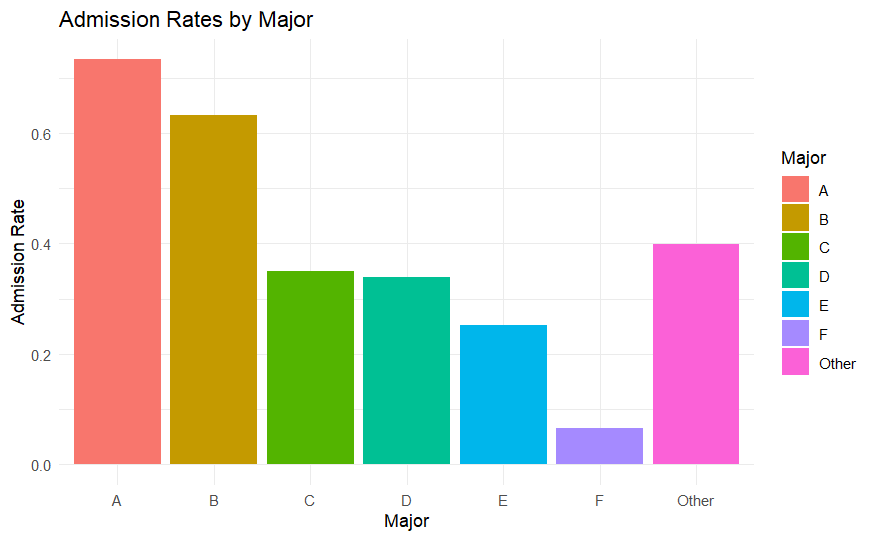 Admission Rates by Major
Admission Rate
0.6
0.4
0.2
0.0
A B C D E F Other
Major
Major
A
B
C
D
E
F
Other